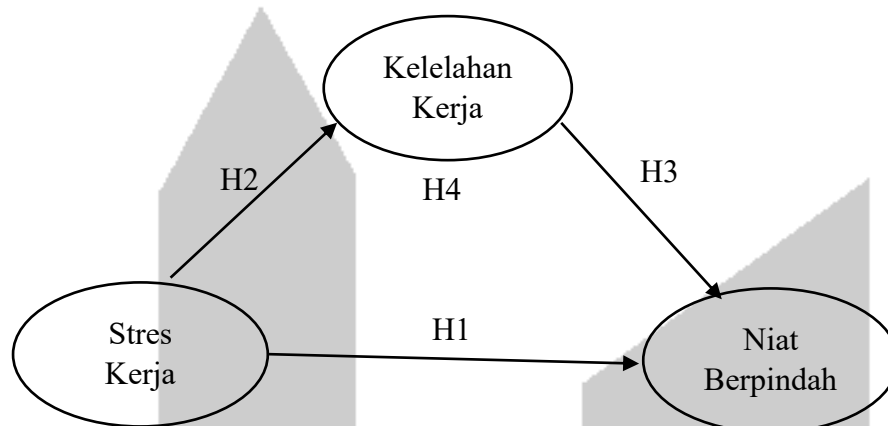 Kelelahan
Kerja
H2
H4
H3
Stres
Kerja
H1
Niat
Berpindah